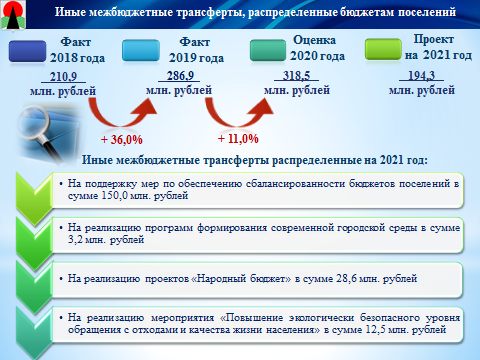 Иные межбюджетные трансферты, распределенные бюджетам поселений
Факт
2018 года
Факт
2019 года
Оценка
2020 года
Проект
на 2021 год
210,9
млн. рублей
286,9
млн. рублей
318,5
млн. рублей
194,3
млн. рублей
+ 36,0%
+ 11,0%
Иные межбюджетные трансферты распределенные на 2021 год:
• На поддержку мер по обеспечению сбалансированности бюджетов поселений в
сумме 150,0 млн. рублей
• На реализацию программ формирования современной городской среды в сумме
3,2 млн. рублей
• На реализацию проектов «Народный бюджет» в сумме 28,6 млн. рублей
• На реализацию мероприятия «Повышение экологически безопасного уровня
обращения с отходами и качества жизни населения» в сумме 12,5 млн. рублей